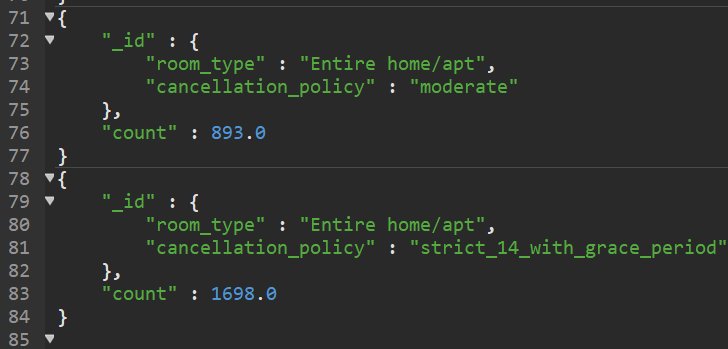 71 {
72 "_id" : {
73 "room_type" : "Entire home/apt",
74 "cancellation_policy" : "moderate"
75 },
76 "count" : 893.0
77 }
78 {
79 "_id" : {
80 "room_type" : "Entire home/apt",
81 "cancellation_policy" : "strict_14_with_grace_period"
82 },
83 "count" : 1698.0
84 }
85